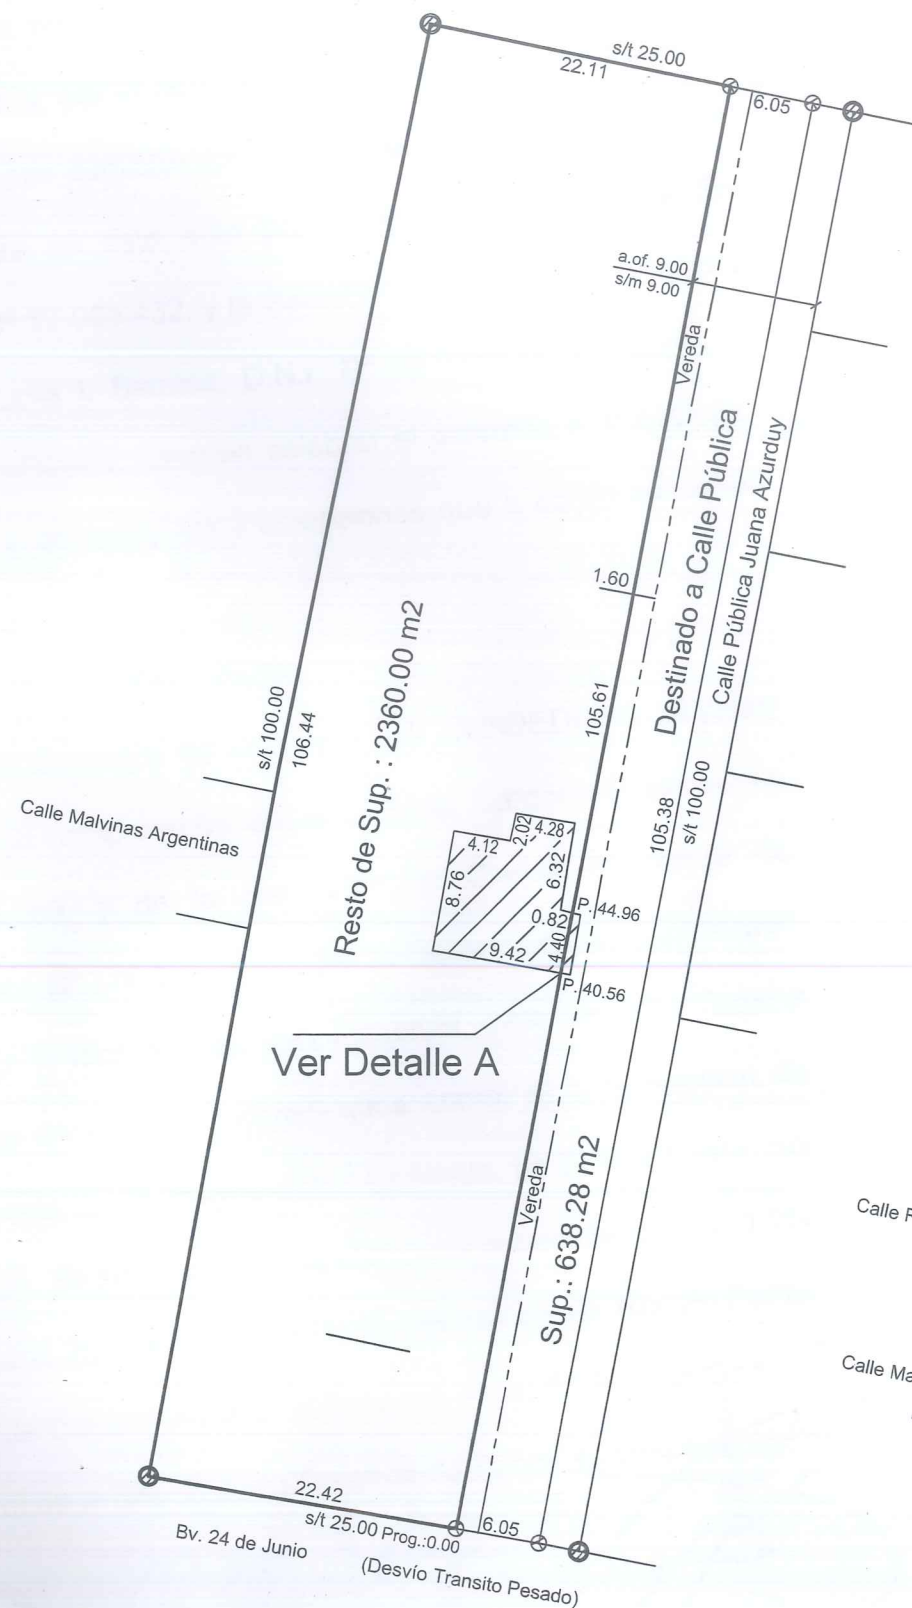 s/t 25.00
22.11
6.05
a.of. 9.00
s/m 9.00
Vereda
Destinado a Calle Pública
Calle Pública Juana Azurduy
1.60
105.61
s/t 100.00
106.44
Resto de Sup. : 2360.00 m2
105.38
s/t 100.00
Calle Malvinas Argentinas
4.12
2.02
4.28
8.76
6.32
0.82
P. 44.96
9.42
4.40
P. 40.56
Ver Detalle A
Vereda
Sup.: 638.28 m2
Calle
Calle Ma
22.42
s/t 25.00 Prog.:0.00
6.05
Bv. 24 de Junio
(Desvío Transito Pesado)